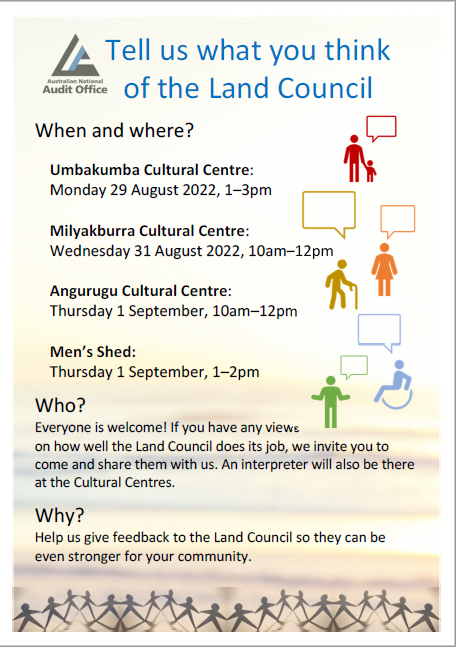 Tell us what you think
of the Land Council
Australian National
Audit Office
When and where?
Umbakumba Cultural Centre:
Monday 29 August 2022, 1–3pm
Milyakburra Cultural Centre:
Wednesday 31 August 2022, 10am–12pm
Angurugu Cultural Centre:
Thursday 1 September, 10am–12pm
Men’s Shed:
Thursday 1 September, 1–2pm
Who?
Everyone is welcome! If you have any views
on how well the Land Council does its job, we invite you to
come and share them with us. An interpreter will also be there
at the Cultural Centres.
Why?
Help us give feedback to the Land Council so they can be
even stronger for your community.